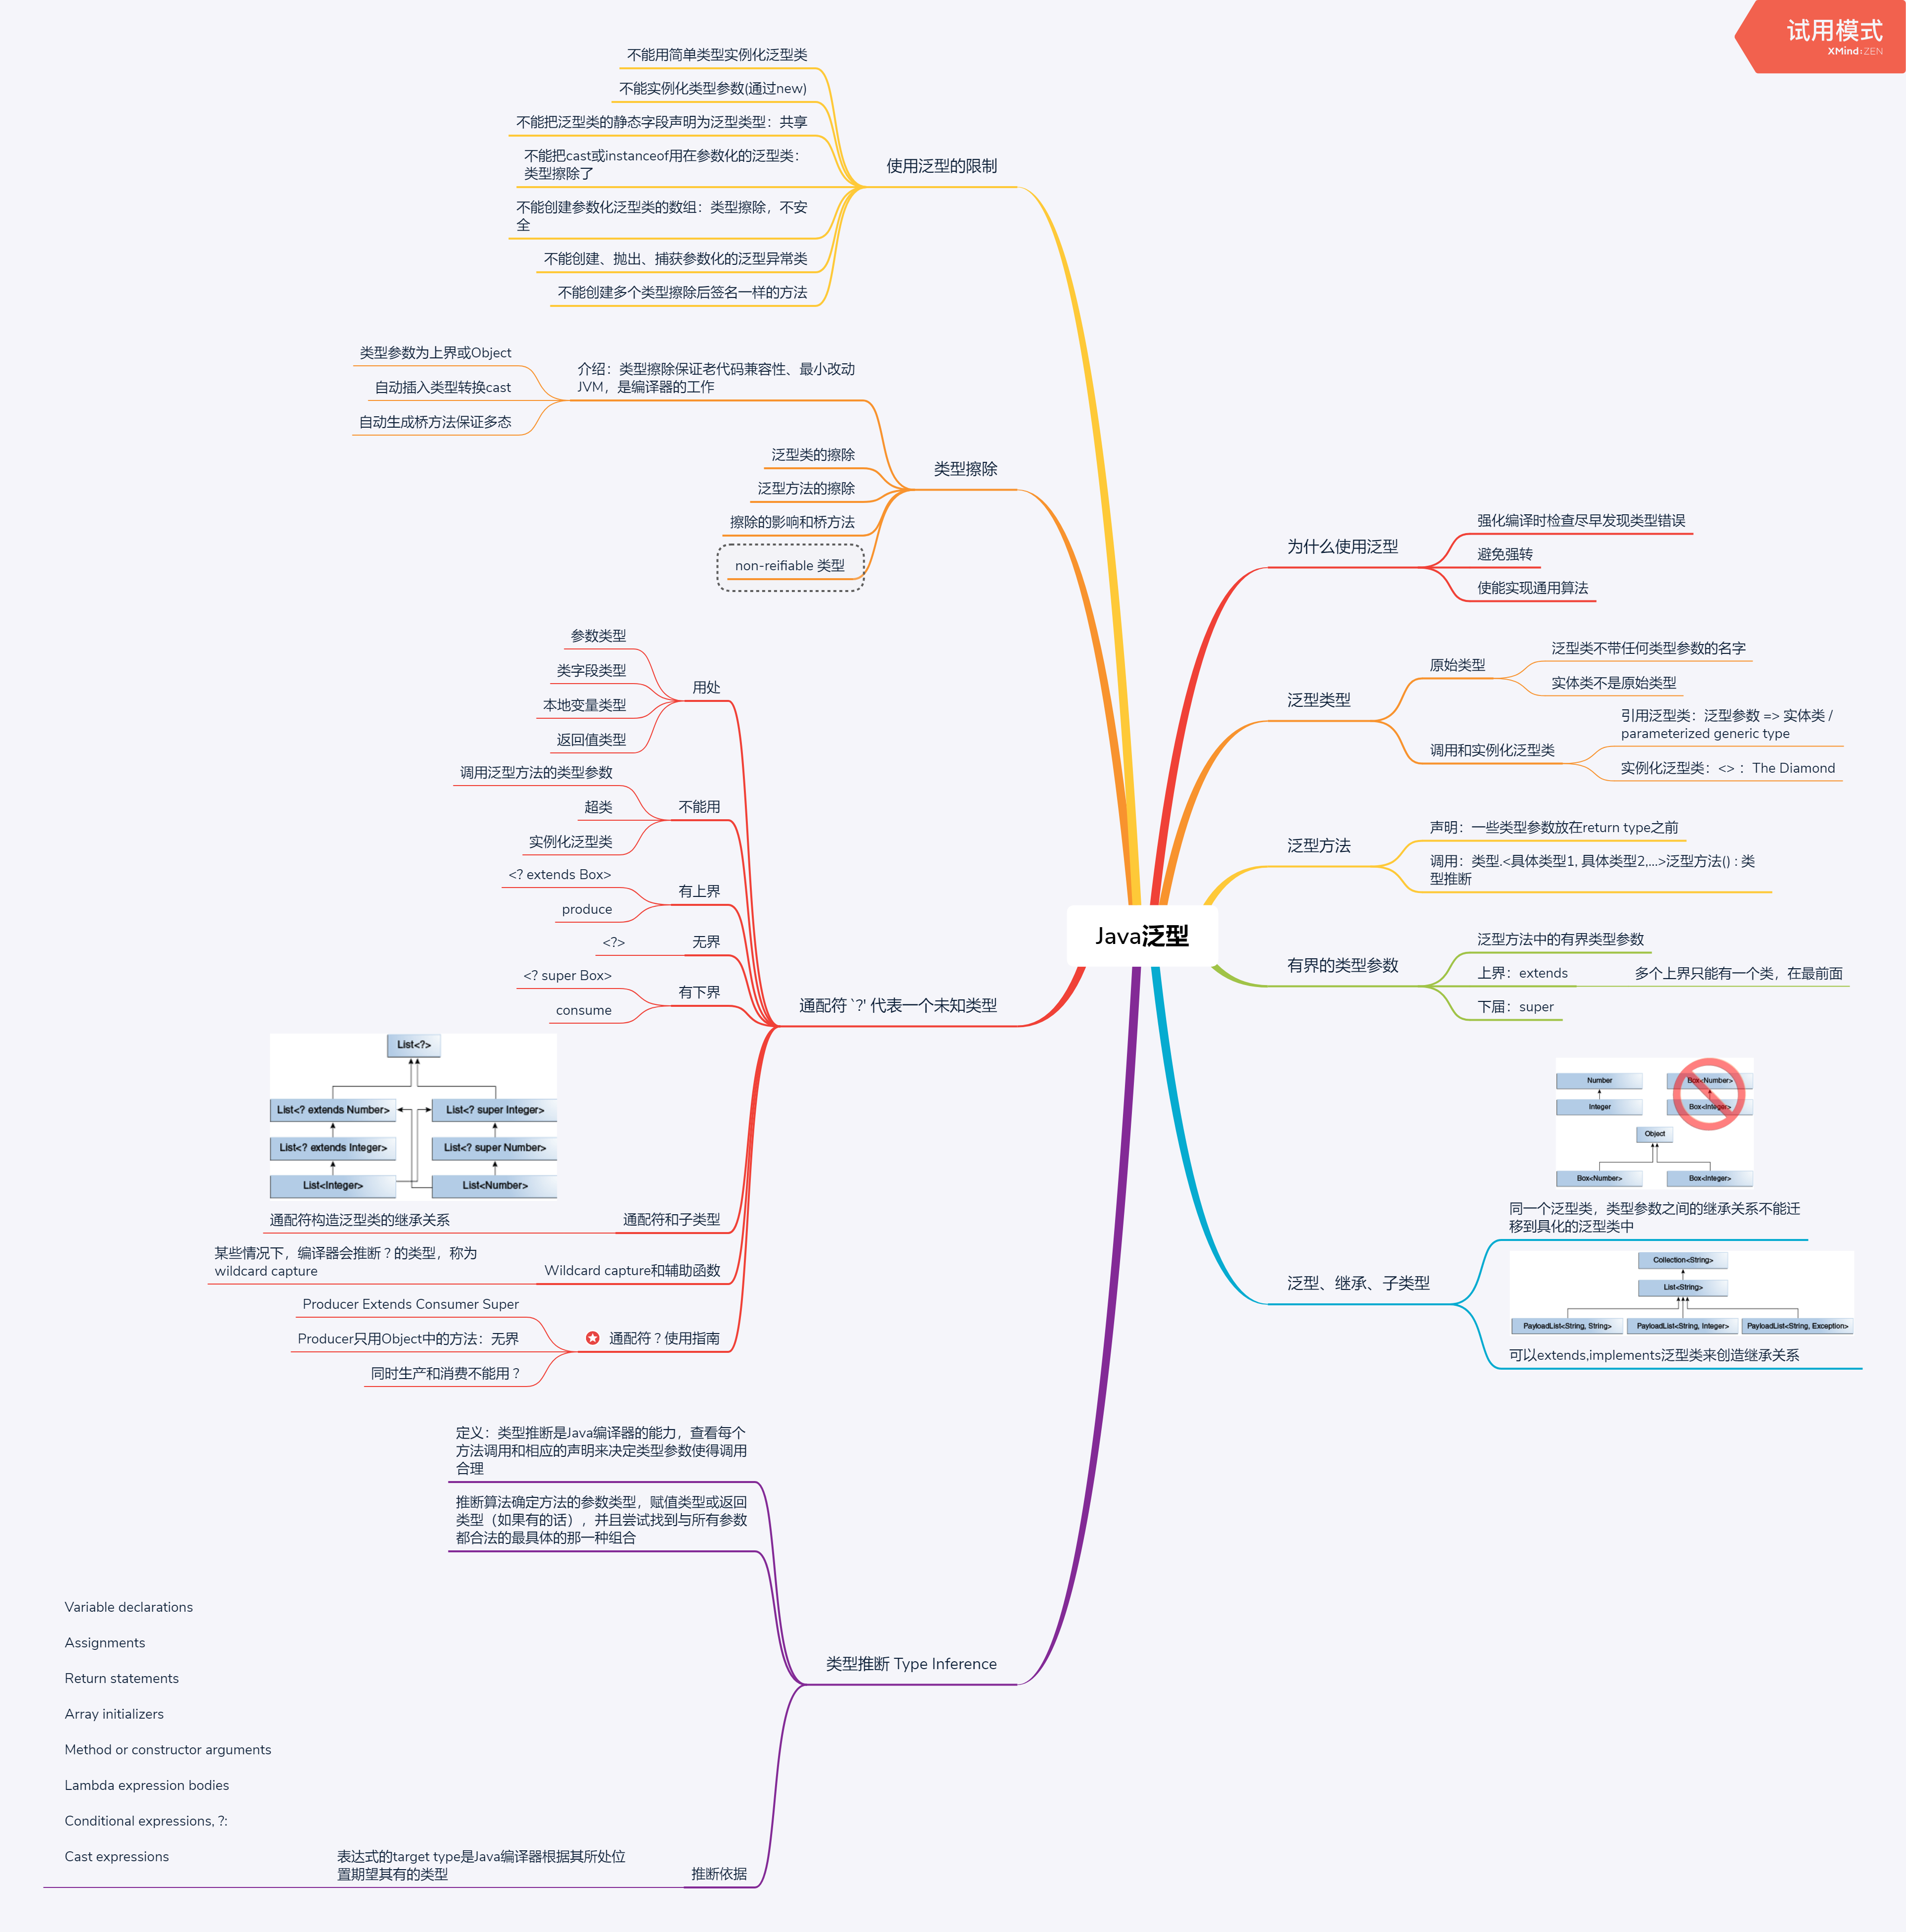 试用模式
XMind:ZEN
Java泛型
为什么使用泛型
强化编译时检查尽早发现类型错误
避免强转
使能实现通用算法
泛型类型
原始类型
泛型类不带任何类型参数的名字
实体类不是原始类型
调用和实例化泛型类
引用泛型类：泛型参数 => 实体类 /
parameterized generic type
实例化泛型类：<> ：The Diamond
泛型方法
声明：一些类型参数放在return type之前
调用：类型.<具体类型1, 具体类型2,...>泛型方法() : 类
型推断
有界的类型参数
泛型方法中的有界类型参数
上界：extends
多个上界只能有一个类，在最前面
下届：super
泛型、继承、子类型
Number
Box<Number>
Integer
Box<Integer>
Object
Box<Number>
Box<Integer>
同一个泛型类，类型参数之间的继承关系不能迁
移到具化的泛型类中
Collection<String>
List<String>
PayloadList<String, String>
PayloadList<String, Integer>
PayloadList<String, Exception>
可以extends,implements泛型类来创造继承关系
使用泛型的限制
不能用简单类型实例化泛型类
不能实例化类型参数(通过new)
不能把泛型类的静态字段声明为泛型类型：共享
不能把cast或instanceof用在参数化的泛型类：
类型擦除了
不能创建参数化泛型类的数组：类型擦除，不安
全
不能创建、抛出、捕获参数化的泛型异常类
不能创建多个类型擦除后签名一样的方法
类型擦除
介绍：类型擦除保证老代码兼容性、最小改动
JVM，是编译器的工作
类型参数为上界或Object
自动插入类型转换cast
自动生成桥方法保证多态
泛型类的擦除
泛型方法的擦除
擦除的影响和桥方法
non-reifiable 类型
通配符 `?' 代表一个未知类型
用处
参数类型
类字段类型
本地变量类型
返回值类型
不能用
调用泛型方法的类型参数
超类
实例化泛型类
有上界
<? extends Box>
produce
无界
<?>
有下界
<? super Box>
consume
通配符和子类型
List<?>
List<? extends Number>
List<? super Integer>
List<? extends Integer>
List<? super Number>
List<Integer>
List<Number>
通配符构造泛型类的继承关系
Wildcard capture和辅助函数
某些情况下，编译器会推断 ? 的类型，称为
wildcard capture
通配符 ? 使用指南
Producer Extends Consumer Super
Producer只用Object中的方法：无界
同时生产和消费不能用 ?
类型推断 Type Inference
定义：类型推断是Java编译器的能力，查看每个
方法调用和相应的声明来决定类型参数使得调用
合理
推断算法确定方法的参数类型，赋值类型或返回
类型（如果有的话），并且尝试找到与所有参数
都合法的最具体的那一种组合
推断依据
表达式的target type是Java编译器根据其所处位
置期望其有的类型
Variable declarations
Assignments
Return statements
Array initializers
Method or constructor arguments
Lambda expression bodies
Conditional expressions, ?:
Cast expressions